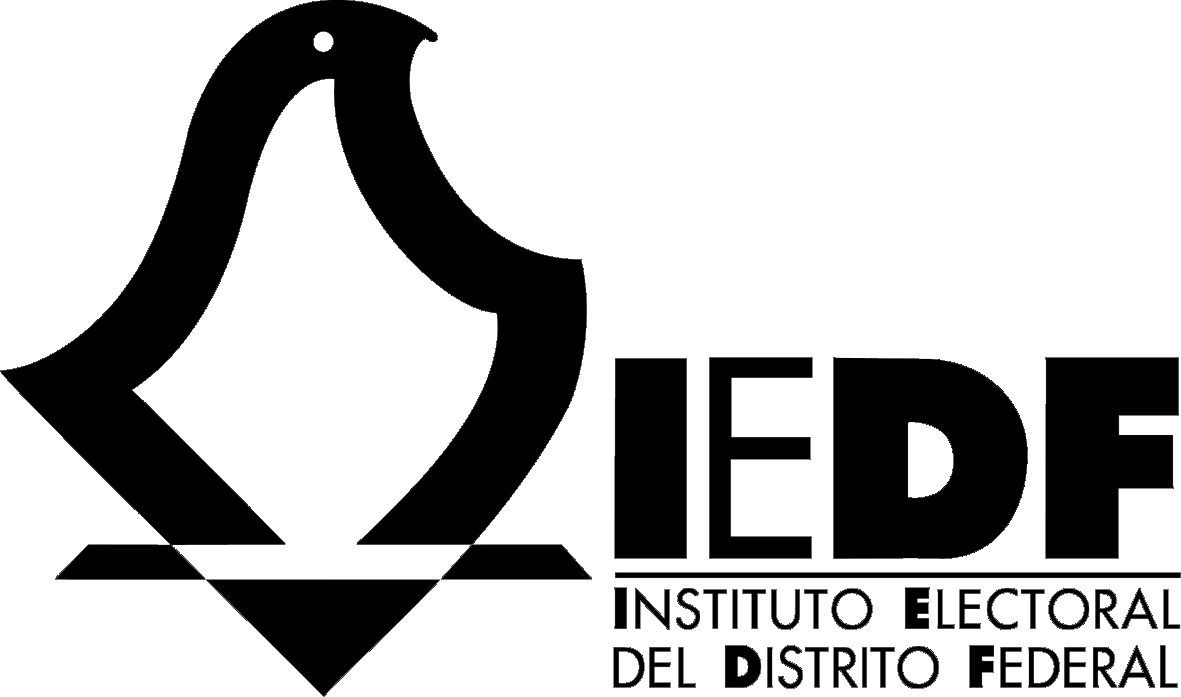 IEDF
INSTITUTO ELECTORAL
DEL DISTRITO FEDERAL